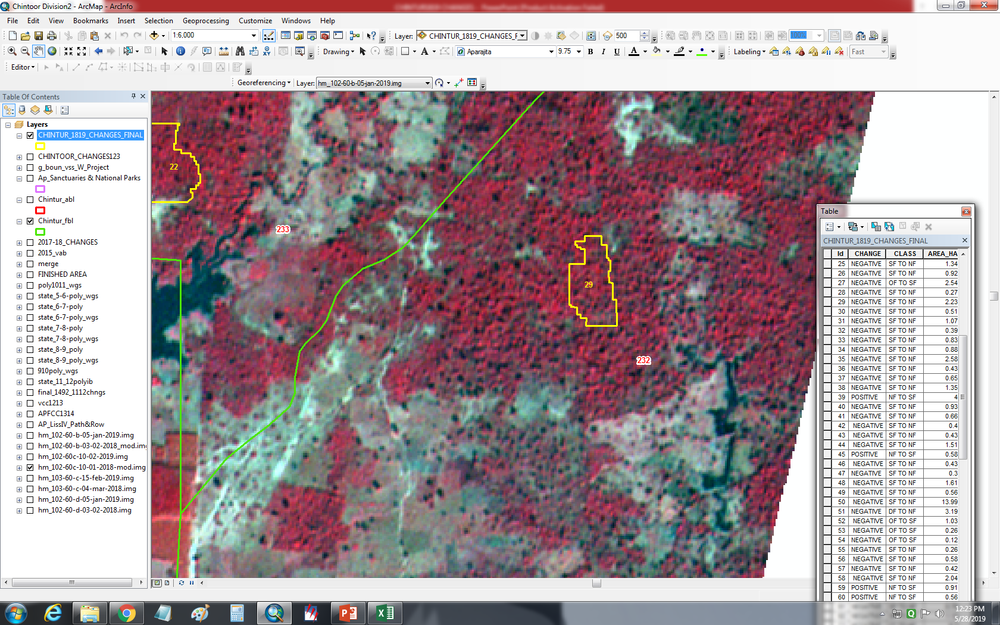 Chintoor Division2 - ArcMap - ArcInfo
File Edit View Bookmarks Insert Selection Geoprocessing Customize Windows Help
1:6,000 Layer: CHINTUR_1819_CHANGES_F 500 100%
Drawing Aparajita 9.75 B I U A Labeling Fast
Editor
Georeferencing Layer: hm_102-60-b-05-jan-2019.img
Table Of Contents
Layers
CHINTUR_1819_CHANGES_FINAL
CHINTOOR_CHANGES123
g_boun_vss_W_Project
Ap_Sanctuaries & National Parks
Chintur_abl
Chintur_fbl
2017-18_CHANGES
2015_vab
merge
FINISHED AREA
poly1011_wgs
state_5-6-poly_wgs
state_6-7-poly
state_6-7-poly_wgs
state_7-8-poly
state_7-8-poly_wgs
state_8-9_poly
state_8-9_poly_wgs
910poly_wgs
state_11_12polyib
final_1492_1112chngs
vcc1213
APFCC1314
AP_LissIV_Path&Row
hm_102-60-b-05-jan-2019.img
hm_102-60-b-03-02-2018_mod.img
hm_102-60c-10-02-2019.img
hm_102-60c-10-01-2018-mod.img
hm_103-60-c-15-feb-2019.img
hm_103-60-c-04-mar-2018.img
hm_102-60-d-05-jan-2019.img
hm_102-60-d-03-02-2018.img
22
233
29
232
Table
CHINTUR_1819_CHANGES_FINAL
Id CHANGE CLASS AREA_HA
25 NEGATIVE SF TO NF 1.34
26 NEGATIVE SF TO NF 0.92
27 NEGATIVE OF TO SF 2.54
28 NEGATIVE SF TO NF 0.27
29 NEGATIVE SF TO NF 2.23
30 NEGATIVE SF TO NF 0.51
31 NEGATIVE SF TO NF 1.07
32 NEGATIVE SF TO NF 0.39
33 NEGATIVE SF TO NF 0.83
34 NEGATIVE SF TO NF 0.88
35 NEGATIVE SF TO NF 2.58
36 NEGATIVE SF TO NF 0.43
37 NEGATIVE SF TO NF 0.65
38 NEGATIVE SF TO NF 1.35
39 POSITIVE NF TO SF 4
40 NEGATIVE SF TO NF 0.93
41 NEGATIVE SF TO NF 0.66
42 NEGATIVE SF TO NF 0.4
43 NEGATIVE SF TO NF 0.43
44 NEGATIVE SF TO NF 1.51
45 POSITIVE NF TO SF 0.58
46 NEGATIVE SF TO NF 0.43
47 NEGATIVE SF TO NF 0.3
48 NEGATIVE SF TO NF 1.61
49 NEGATIVE SF TO NF 0.56
50 NEGATIVE SF TO NF 13.99
51 NEGATIVE DF TO NF 3.19
52 NEGATIVE OF TO SF 1.03
53 NEGATIVE OF TO SF 0.26
54 NEGATIVE OF TO SF 0.12
55 NEGATIVE SF TO NF 0.26
56 NEGATIVE SF TO NF 0.58
57 NEGATIVE SF TO NF 0.42
58 NEGATIVE SF TO NF 2.04
59 POSITIVE NF TO SF 0.91
60 POSITIVE NF TO SF 0.56
12:23 PM
5/28/2019